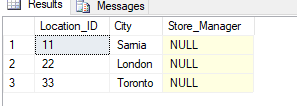 Results Messages
Location_ID City Store_Manager
1 11 Sarnia NULL
2 22 London NULL
3 33 Toronto NULL